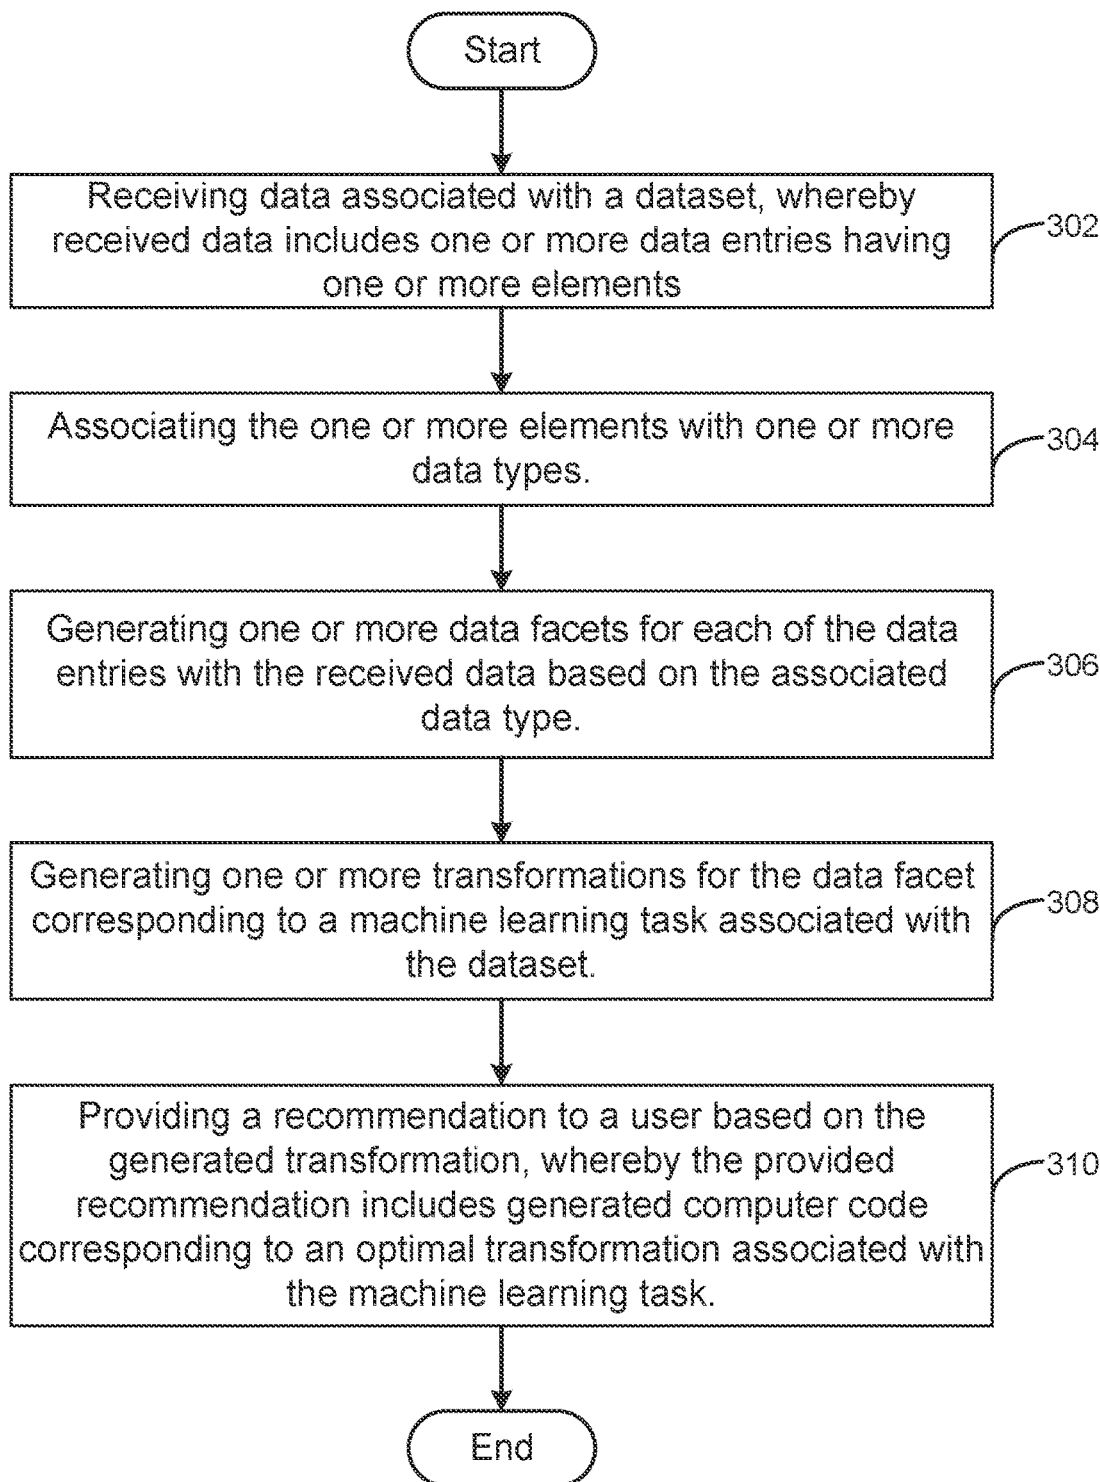 Start
Receiving data associated with a dataset, whereby
received data includes one or more data entries having
one or more elements
302
Associating the one or more elements with one or more
data types.
304
Generating one or more data facets for each of the data
entries with the received data based on the associated
data type.
306
Generating one or more transformations for the data facet
corresponding to a machine learning task associated with
the dataset.
308
Providing a recommendation to a user based on the
generated transformation, whereby the provided
recommendation includes generated computer code
corresponding to an optimal transformation associated with
the machine learning task.
310
End